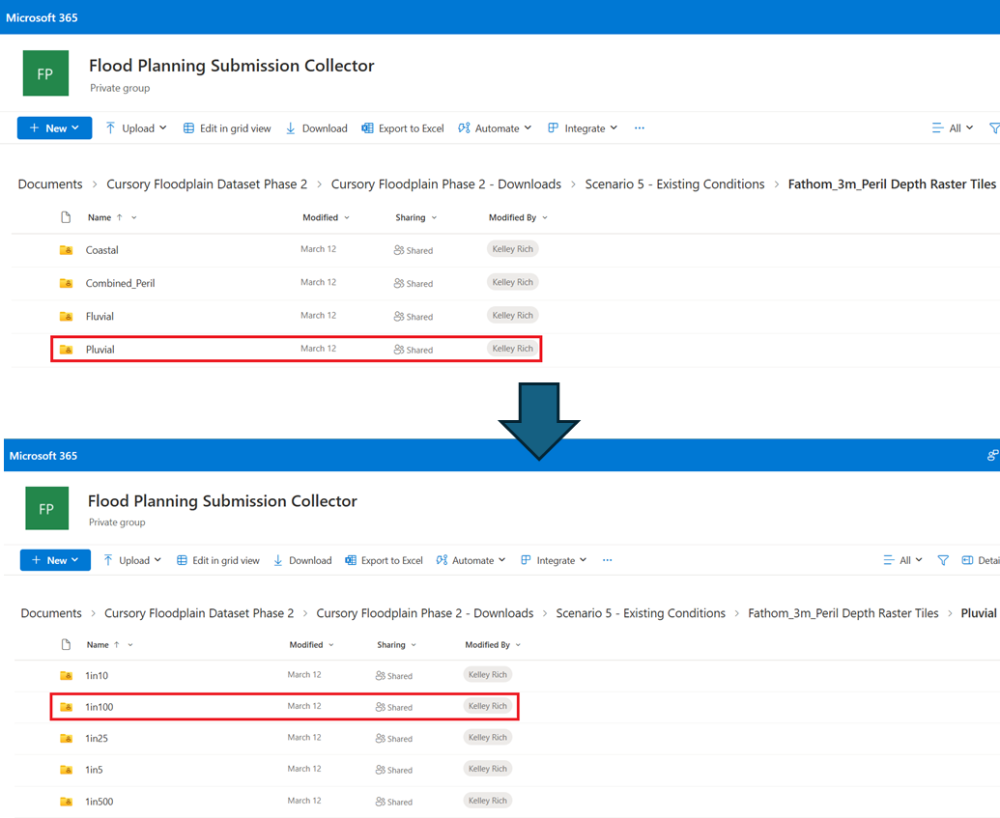 Microsoft 365
FP
Flood Planning Submission Collector
Private group
New
Upload
Edit in grid view
Download
Export to Excel
Automate
Integrate
...
All
Documents > Cursory Floodplain Dataset Phase 2 > Cursory Floodplain Phase 2 - Downloads > Scenario 5 - Existing Conditions > Fathom_3m_Peril Depth Raster Tiles
Name Modified Sharing Modified By
Coastal March 12 Shared Kelley Rich
Combined_Peril March 12 Shared Kelley Rich
Fluvial March 12 Shared Kelley Rich
Pluvial March 12 Shared Kelley Rich
Microsoft 365
FP
Flood Planning Submission Collector
Private group
New
Upload
Edit in grid view
Download
Export to Excel
Automate
Integrate
...
All
Detai
Documents > Cursory Floodplain Dataset Phase 2 > Cursory Floodplain Phase 2 - Downloads > Scenario 5 - Existing Conditions > Fathom_3m_Peril Depth Raster Tiles > Pluvial
Name Modified Sharing Modified By
1in10 March 12 Shared Kelley Rich
1in100 March 12 Shared Kelley Rich
1in25 March 12 Shared Kelley Rich
1in5 March 12 Shared Kelley Rich
1in500 March 12 Shared Kelley Rich